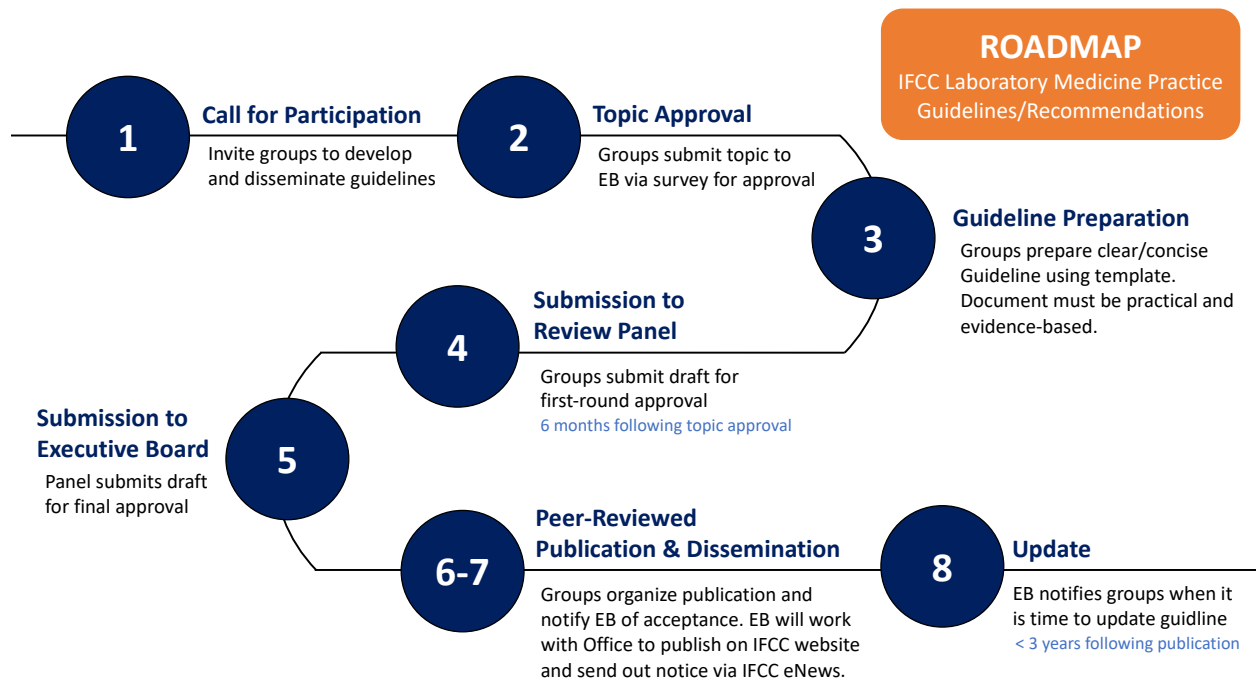 ROADMAP
IFCC Laboratory Medicine Practice
Guidelines/Recommendations
1
Call for Participation
Invite groups to develop
and disseminate guidelines
2
Topic Approval
Groups submit topic to
EB via survey for approval
3
Guideline Preparation
Groups prepare clear/concise
Guideline using template.
Document must be practical and
evidence-based.
4
Submission to
Review Panel
Groups submit draft for
first-round approval
6 months following topic approval
5
Submission to
Executive Board
Panel submits draft
for final approval
6-7
Peer-Reviewed
Publication & Dissemination
Groups organize publication and
notify EB of acceptance. EB will work
with Office to publish on IFCC website
and send out notice via IFCC eNews.
8
Update
EB notifies groups when it
is time to update guidline
< 3 years following publication